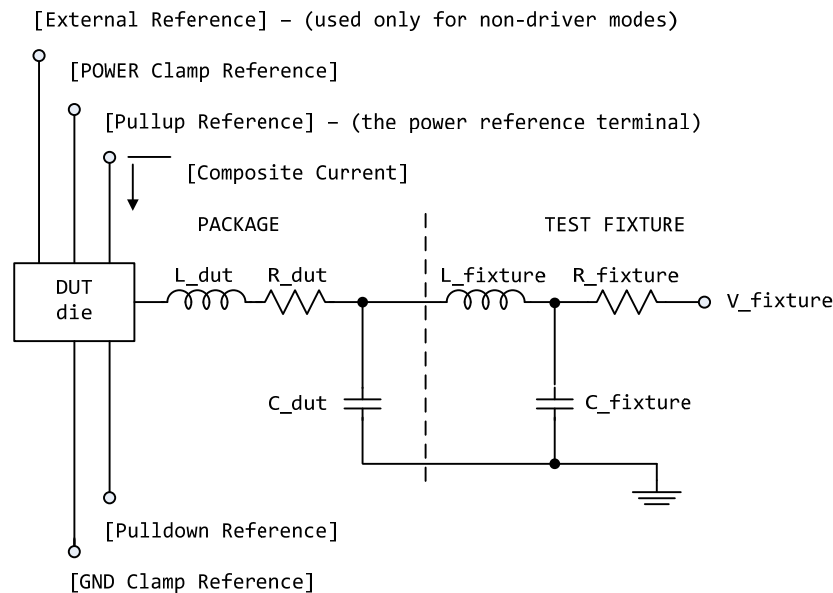 [External Reference] – (used only for non-driver modes)
[POWER Clamp Reference]
[Pullup Reference] – (the power reference terminal)
[Composite Current]
PACKAGE
TEST FIXTURE
DUT
die
L_dut
R_dut
L_fixture
R_fixture
V_fixture
C_dut
C_fixture
[Pulldown Reference]
[GND Clamp Reference]